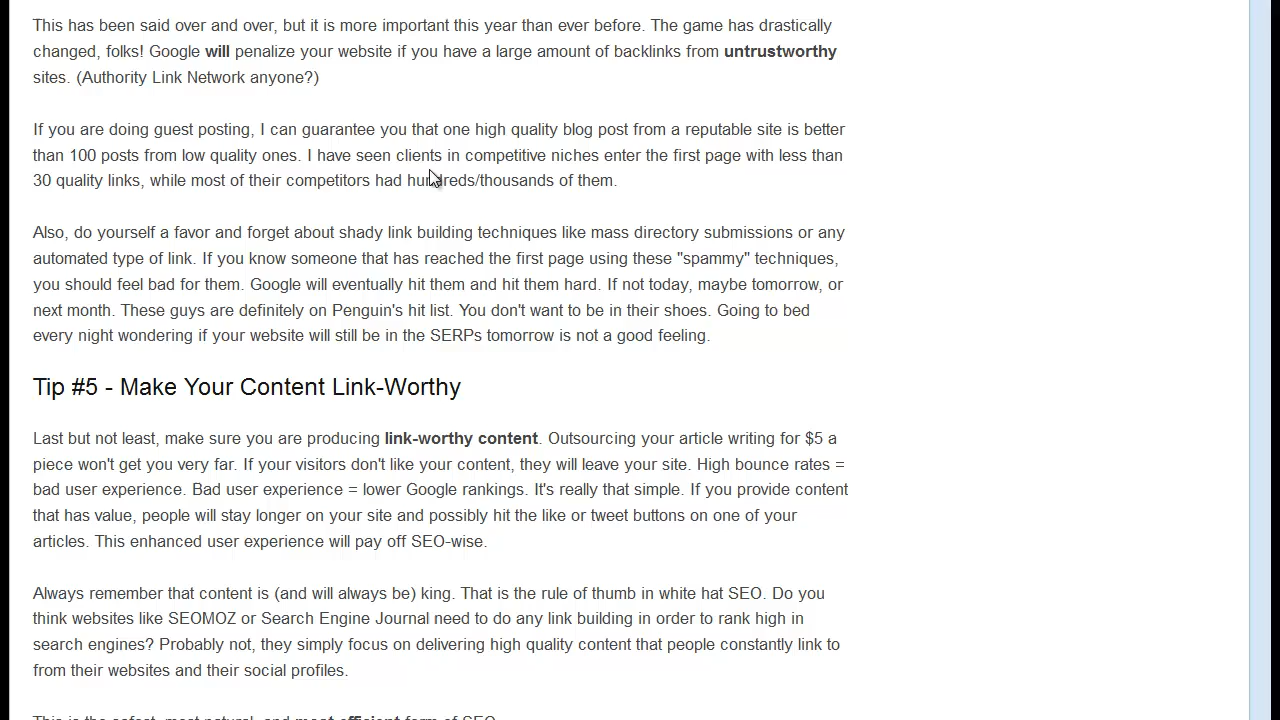 This has been said over and over, but it is more important this year than ever before. The game has drastically
changed, folks! Google will penalize your website if you have a large amount of backlinks from untrustworthy
sites. (Authority Link Network anyone?)
If you are doing guest posting, I can guarantee you that one high quality blog post from a reputable site is better
than 100 posts from low quality ones. I have seen clients in competitive niches enter the first page with less than
30 quality links, while most of their competitors had hundreds/thousands of them.
Also, do yourself a favor and forget about shady link building techniques like mass directory submissions or any
automated type of link. If you know someone that has reached the first page using these "spammy" techniques,
you should feel bad for them. Google will eventually hit them and hit them hard. If not today, maybe tomorrow, or
next month. These guys are definitely on Penguin's hit list. You don't want to be in their shoes. Going to bed
every night wondering if your website will still be in the SERPs tomorrow is not a good feeling.
Tip #5 - Make Your Content Link-Worthy
Last but not least, make sure you are producing link-worthy content. Outsourcing your article writing for $5 a
piece won't get you very far. If your visitors don't like your content, they will leave your site. High bounce rates =
bad user experience. Bad user experience = lower Google rankings. It's really that simple. If you provide content
that has value, people will stay longer on your site and possibly hit the like or tweet buttons on one of your
articles. This enhanced user experience will pay off SEO-wise.
Always remember that content is (and will always be) king. That is the rule of thumb in white hat SEO. Do you
think websites like SEOMOZ or Search Engine Journal need to do any link building in order to rank high in
search engines? Probably not, they simply focus on delivering high quality content that people constantly link to
from their websites and their social profiles.
This is the safest, most natural, and most efficient form of SEO.